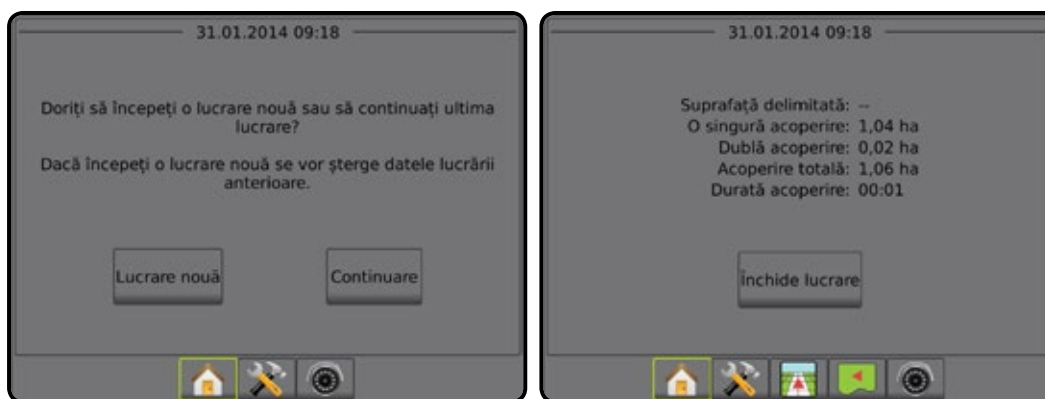 31.01.2014 09:18
Doriți să începeți o lucrare nouă sau să continuați ultima
lucrare?
Dacă începeți o lucrare nouă se vor șterge datele lucrării
anterioare.
Lucrare nouă
Continuare
31.01.2014 09:18
Suprafață delimitată: --
O singură acoperire: 1,04 ha
Dublă acoperire: 0,02 ha
Acoperire totală: 1,06 ha
Durată acoperire: 00:01
Închide lucrare